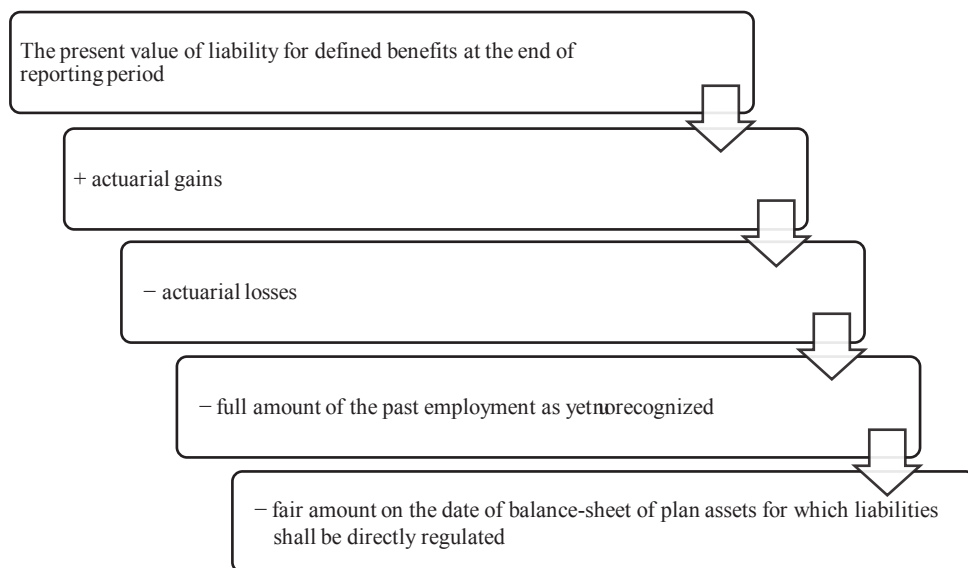 The present value of liability for defined benefits at the end of
reporting period
+ actuarial gains
− actuarial losses
− full amount of the past employment as yet recognized
− fair amount on the date of balance-sheet of plan assets for which liabilities
shall be directly regulated